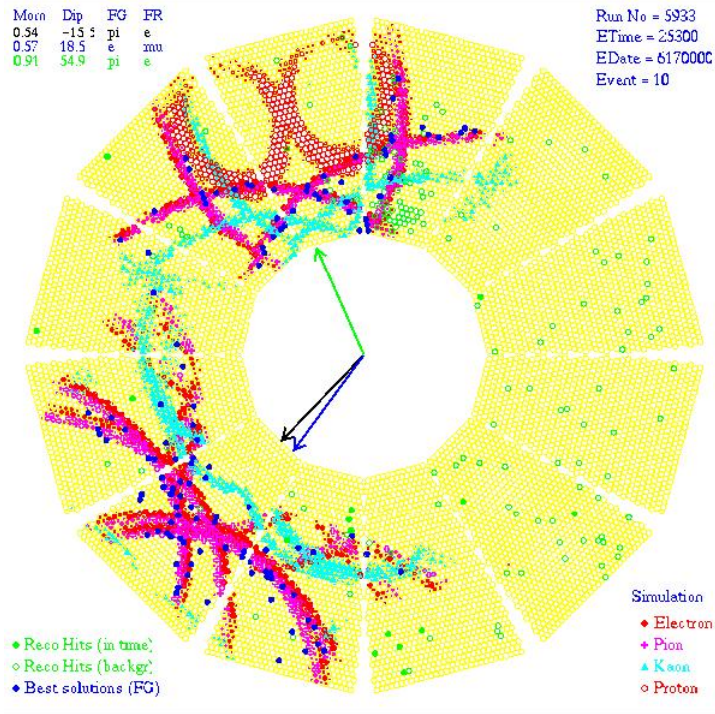 Mom Dip FG FR
0.54 -15.5 pi e
0.57 18.5 e mu
0.91 54.9 pi e
Run No = 5933
ETime = 25300
EDate = 6170000
Event = 10
Simulation
Electron
Pion
Kaon
Proton
Reco Hits (in time)
Reco Hits (backgr)
Best solutions (FG)